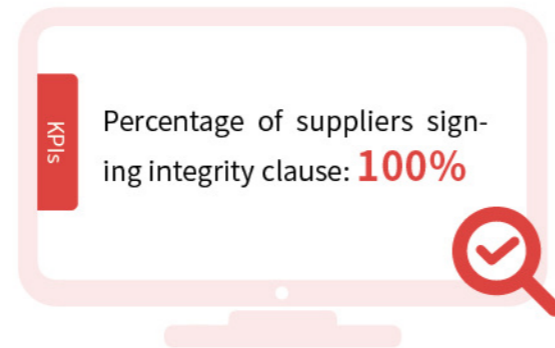 KPIs
Percentage of suppliers sign-
ing integrity clause: 100%